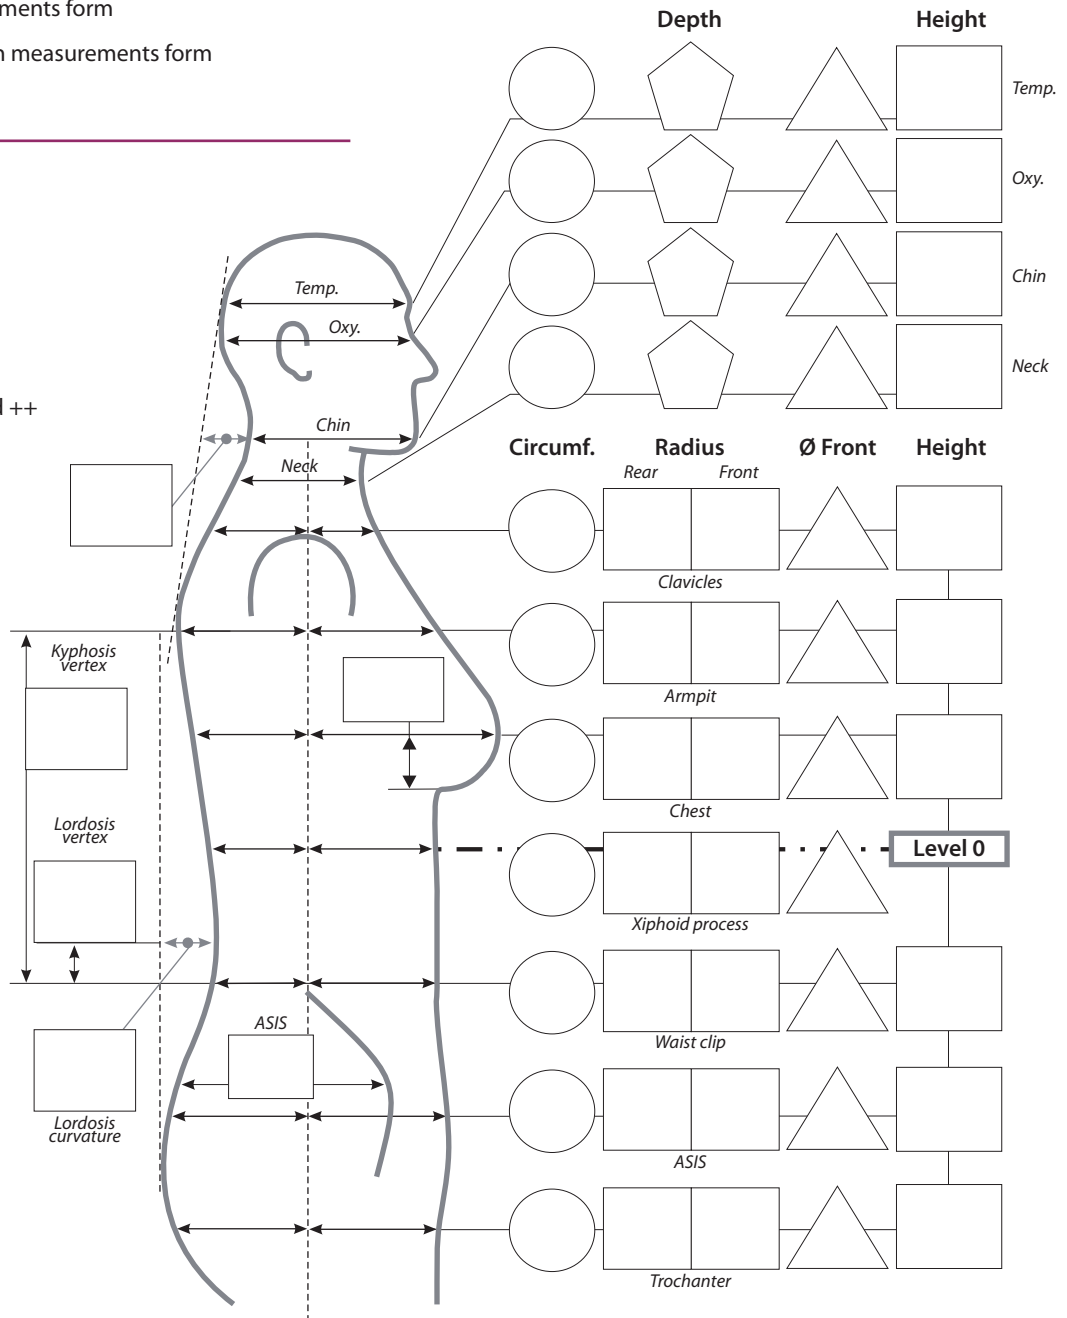 ments form
measurements form
++
Depth Height
Temp.
Oxy.
Chin
Neck
Temp.
Oxy.
Chin
Neck
Circumf. Radius Ø Front Height
Rear Front
Clavicles
Kyphosis
vertex
Armpit
Lordosis
vertex
Chest
Level 0
Xiphoid process
ASIS
Waist clip
Lordosis
curvature
ASIS
Trochanter